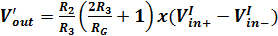 V'out = R2/R3 (2R3/RG + 1) x(V^I in+ − V^I in−)